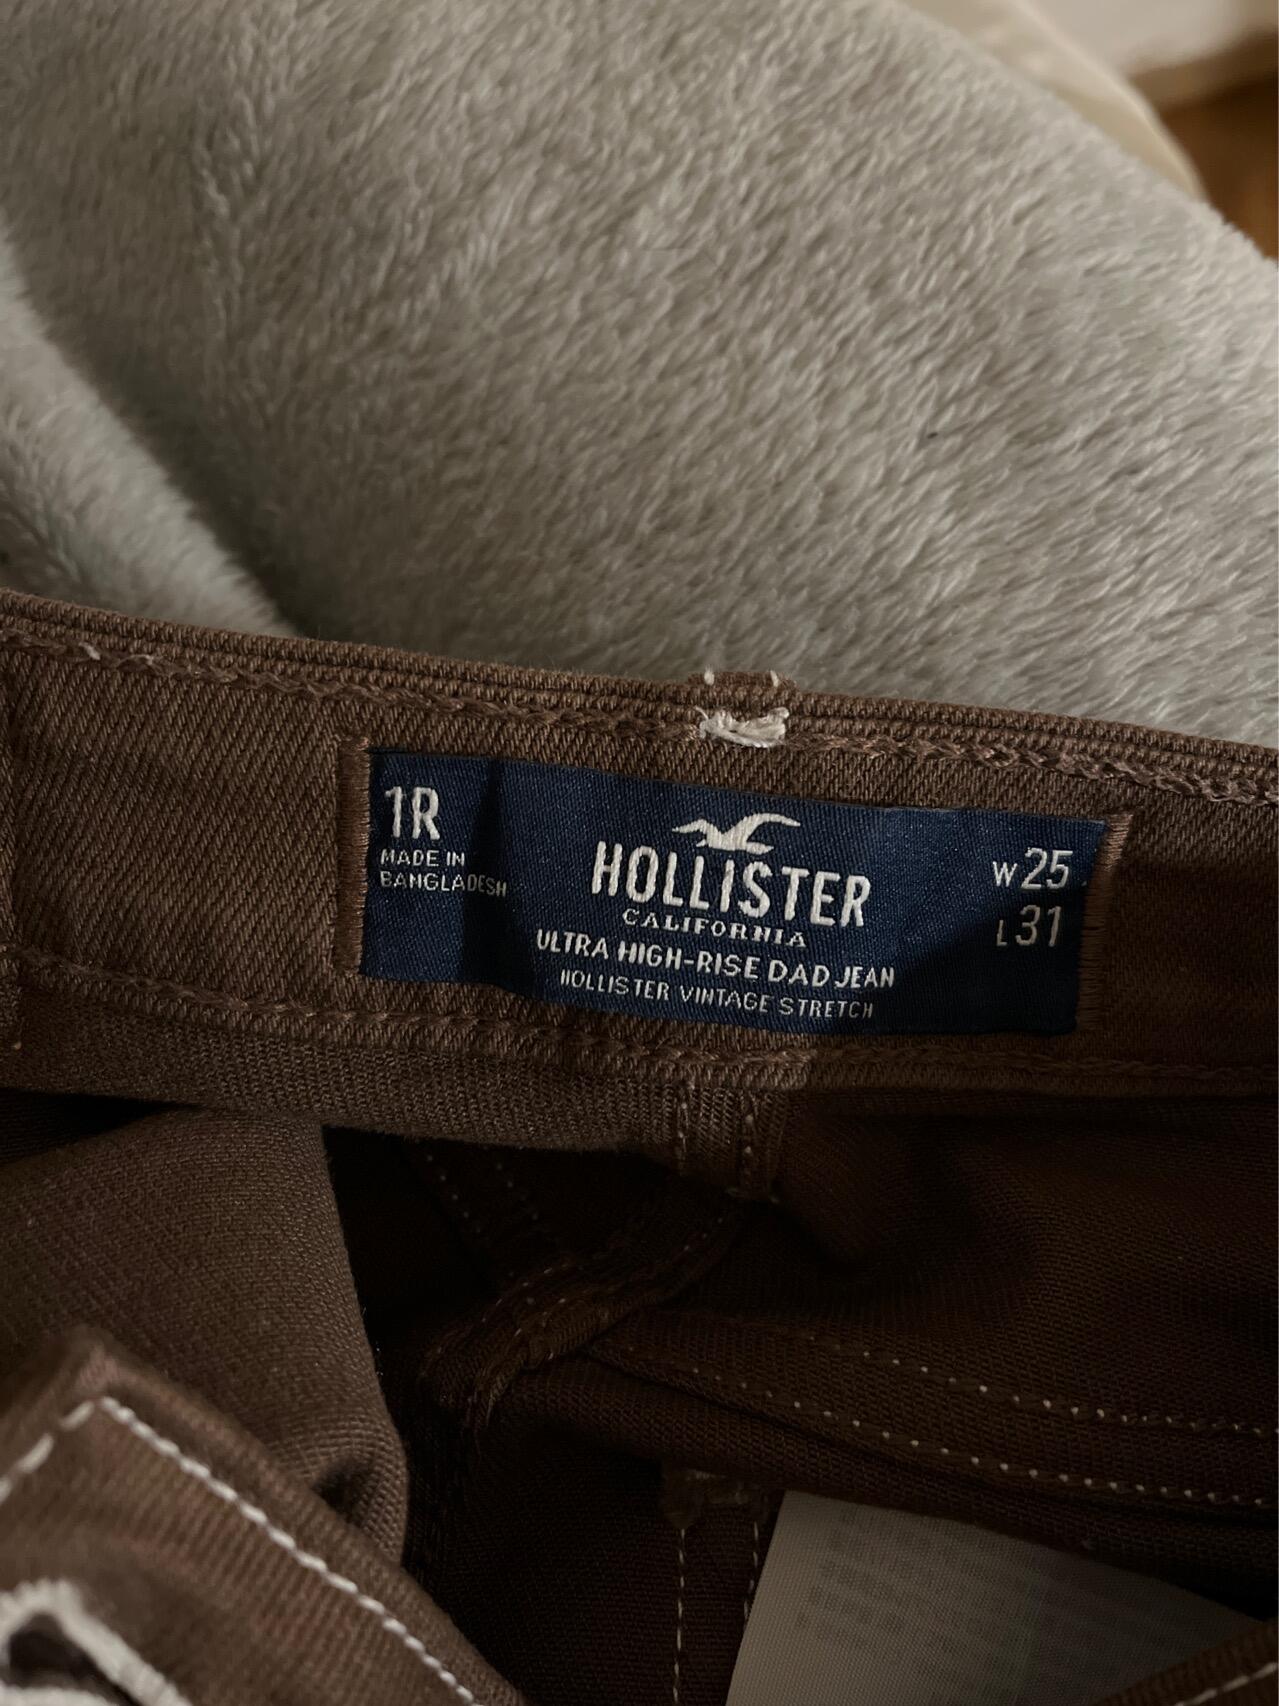 1R
MADE IN
BANGLADESH
HOLLISTER
CALIFORNIA
ULTRA HIGH-RISE DAD JEAN
HOLLISTER VINTAGE STRETCH
W25
L31